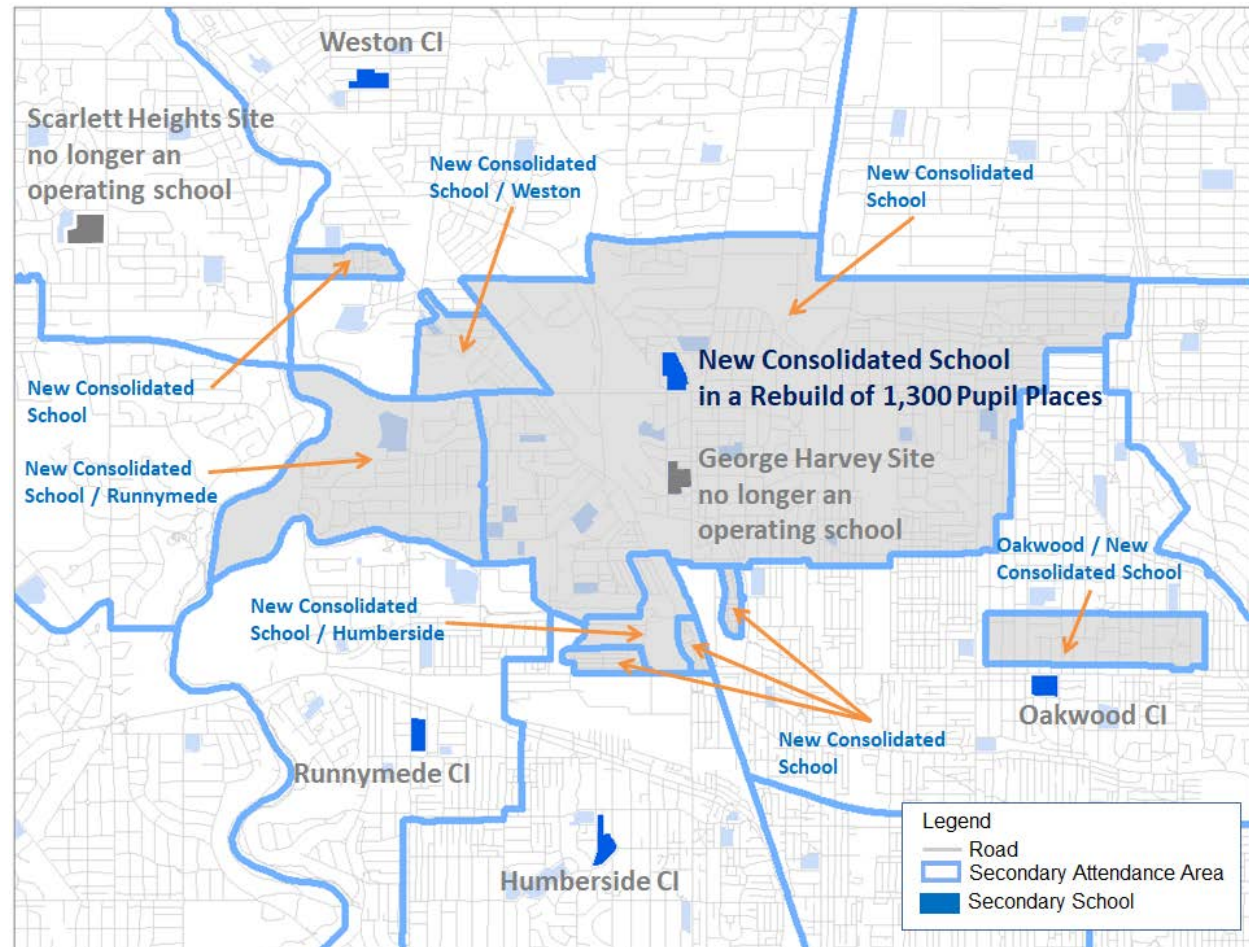 Weston CI
Scarlett Heights Site
no longer an
operating school
New Consolidated
School / Weston
New Consolidated
School
New Consolidated School
in a Rebuild of 1,300 Pupil Places
New Consolidated
School
New Consolidated
School / Runnymede
George Harvey Site
no longer an
operating school
Oakwood / New
Consolidated School
New Consolidated
School / Humberside
Oakwood CI
New Consolidated
School
Runnymede CI
Humberside CI
Legend
Road
Secondary Attendance Area
Secondary School